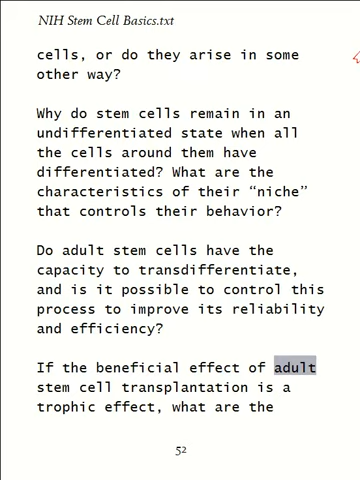 NIH Stem Cell Basics.txt
cells, or do they arise in some
other way?
Why do stem cells remain in an
undifferentiated state when all
the cells around them have
differentiated? What are the
characteristics of their “niche”
that controls their behavior?
Do adult stem cells have the
capacity to transdifferentiate,
and is it possible to control this
process to improve its reliability
and efficiency?
If the beneficial effect of adult
stem cell transplantation is a
trophic effect, what are the
52